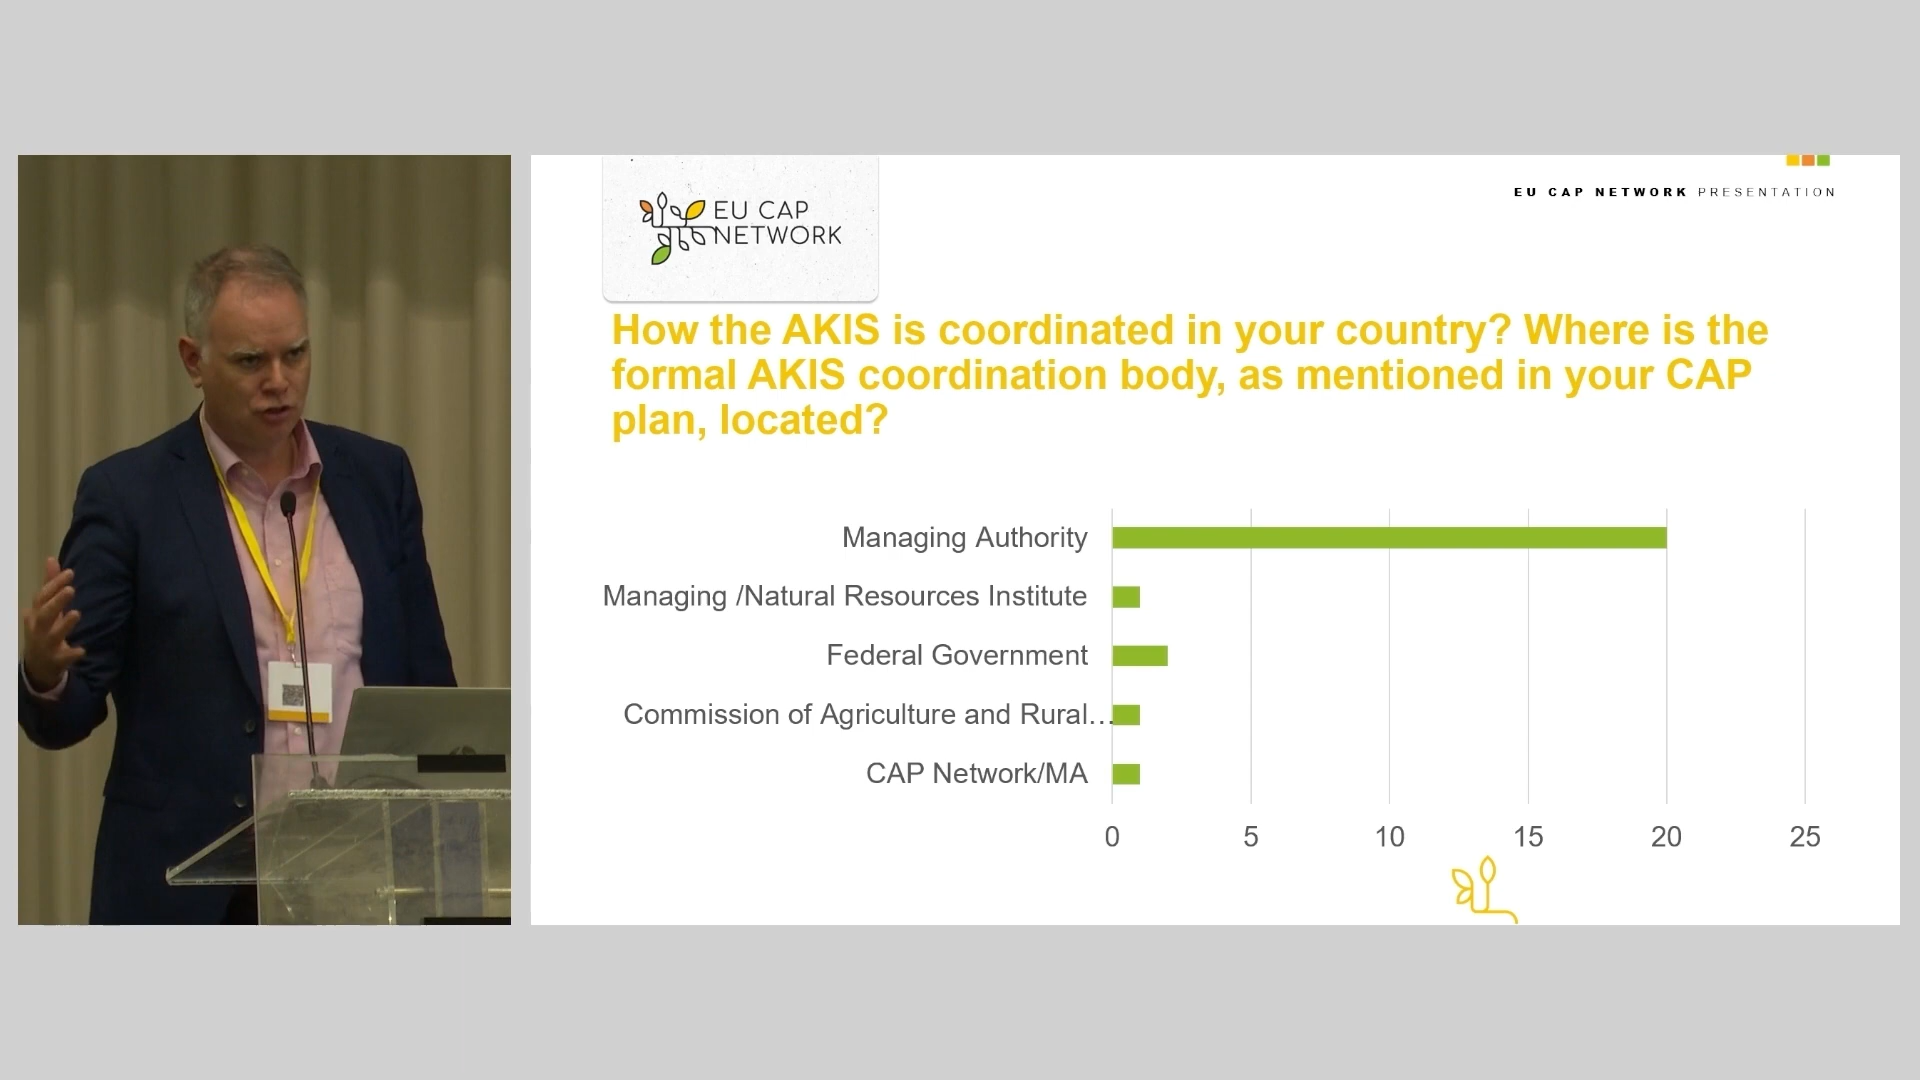 EU CAP
NETWORK
EU CAP NETWORK PRESENTATION
How the AKIS is coordinated in your country? Where is the
formal AKIS coordination body, as mentioned in your CAP
plan, located?
Managing Authority
Managing /Natural Resources Institute
Federal Government
Commission of Agriculture and Rural…
CAP Network/MA
0 5 10 15 20 25